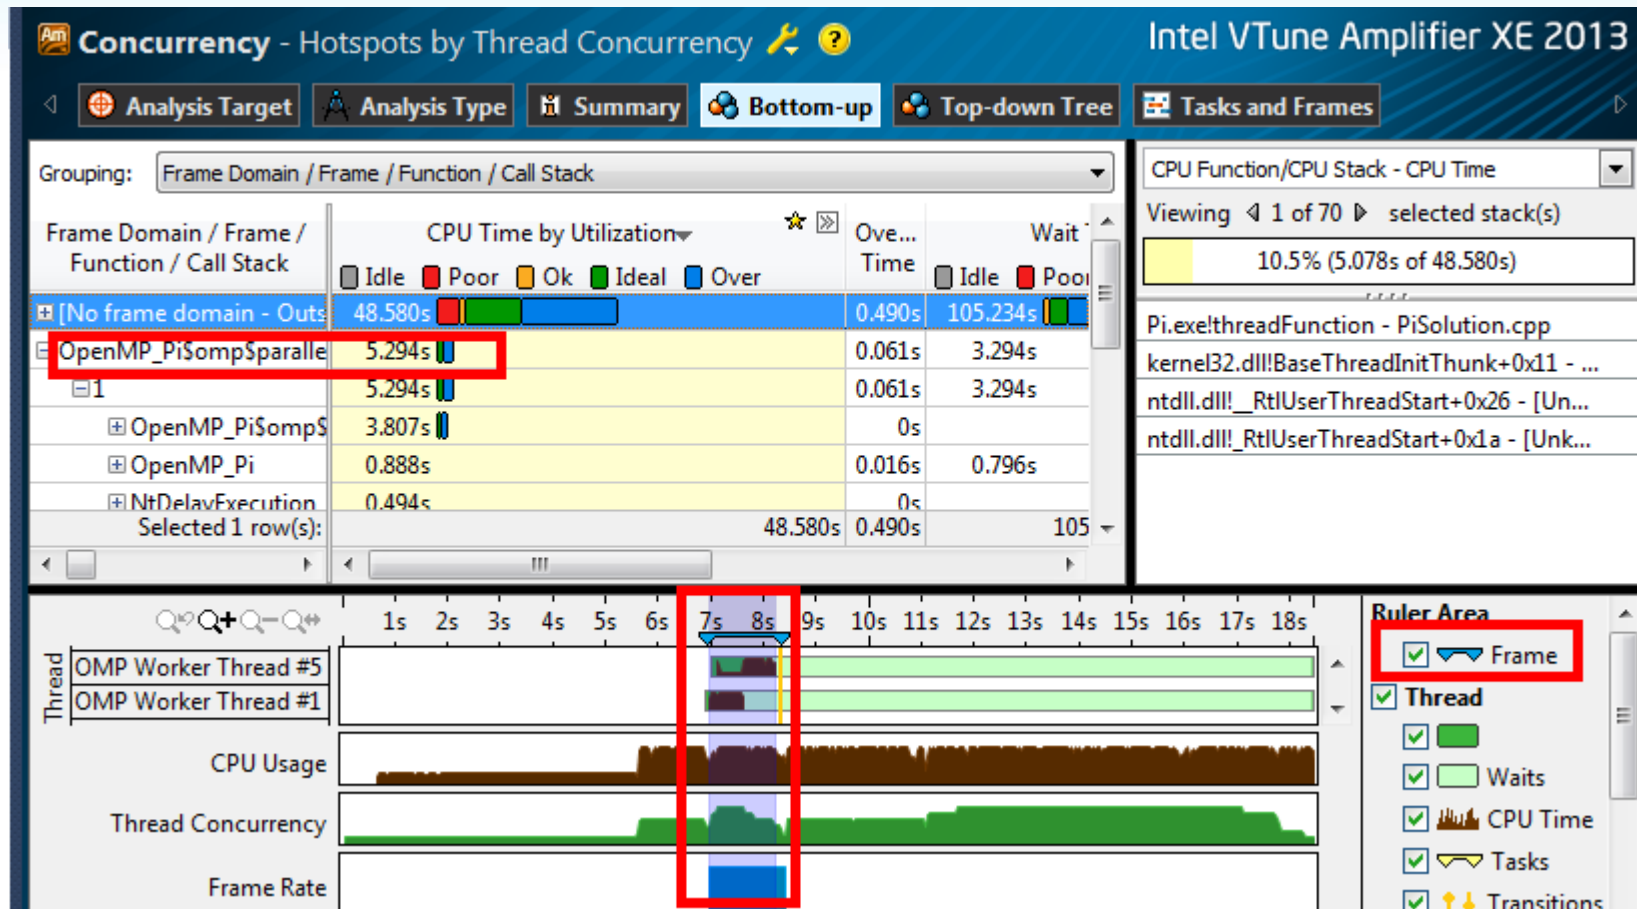 Am Concurrency - Hotspots by Thread Concurrency ?
Intel VTune Amplifier XE 2013
Analysis Target Analysis Type Summary Bottom-up Top-down Tree Tasks and Frames
Grouping: Frame Domain / Frame / Function / Call Stack
Frame Domain / Frame /
Function / Call Stack
CPU Time by Utilization
Idle Poor Ok Ideal Over
Ove...
Time
Wait
Idle Poor
[No frame domain - Outs 48.580s 0.490s 105.234s
OpenMP_Pi$omp$paralle 5.294s 0.061s 3.294s
1 5.294s 0.061s 3.294s
OpenMP_Pi$omp$ 3.807s 0s
OpenMP_Pi 0.888s 0.016s 0.796s
NtDelayExecution 0.494s 0s
Selected 1 row(s): 48.580s 0.490s 105
CPU Function/CPU Stack - CPU Time
Viewing 1 of 70 selected stack(s)
10.5% (5.078s of 48.580s)
Pi.exe!threadFunction - PiSolution.cpp
kernel32.dll!BaseThreadInitThunk+0x11 - ...
ntdll.dll!__RtlUserThreadStart+0x26 - [Un...
ntdll.dll!_RtlUserThreadStart+0x1a - [Unk...
1s 2s 3s 4s 5s 6s 7s 8s 9s 10s 11s 12s 13s 14s 15s 16s 17s 18s
Thread
OMP Worker Thread #5
OMP Worker Thread #1
CPU Usage
Thread Concurrency
Frame Rate
Ruler Area
Frame
Thread
Waits
CPU Time
Tasks
Transitions